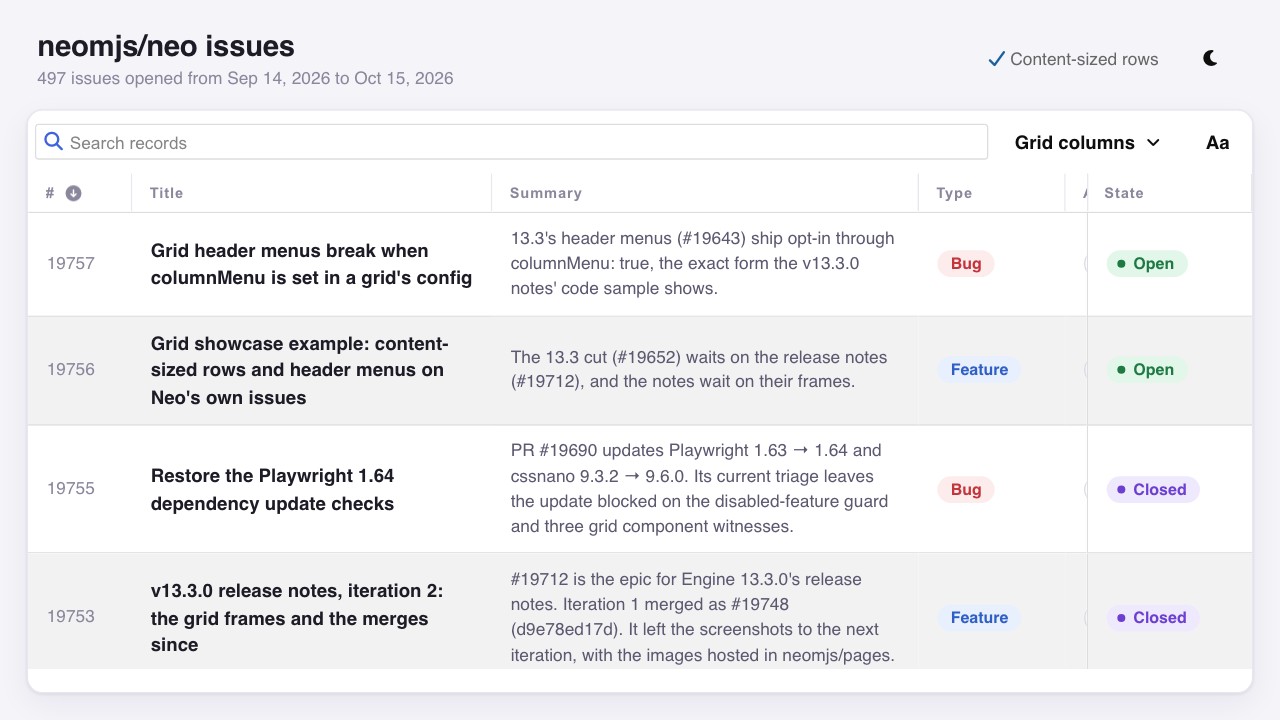 neomjs/neo issues
497 issues opened from Sep 14, 2026 to Oct 15, 2026
Content-sized rows
Search records
Grid columns
Aa
# Title Summary Type State
19757
Grid header menus break when
columnMenu is set in a grid's config
13.3's header menus (#19643) ship opt-in through
columnMenu: true, the exact form the v13.3.0
notes' code sample shows.
Bug
Open
19756
Grid showcase example: content-
sized rows and header menus on
Neo's own issues
The 13.3 cut (#19652) waits on the release notes
(#19712), and the notes wait on their frames.
Feature
Open
19755
Restore the Playwright 1.64
dependency update checks
PR #19690 updates Playwright 1.63 → 1.64 and
cssnano 9.3.2 → 9.6.0. Its current triage leaves
the update blocked on the disabled-feature guard
and three grid component witnesses.
Bug
Closed
19753
v13.3.0 release notes, iteration 2:
the grid frames and the merges
since
#19712 is the epic for Engine 13.3.0's release
notes. Iteration 1 merged as #19748
(d9e78ed17d). It left the screenshots to the next
iteration, with the images hosted in neomjs/pages.
Feature
Closed